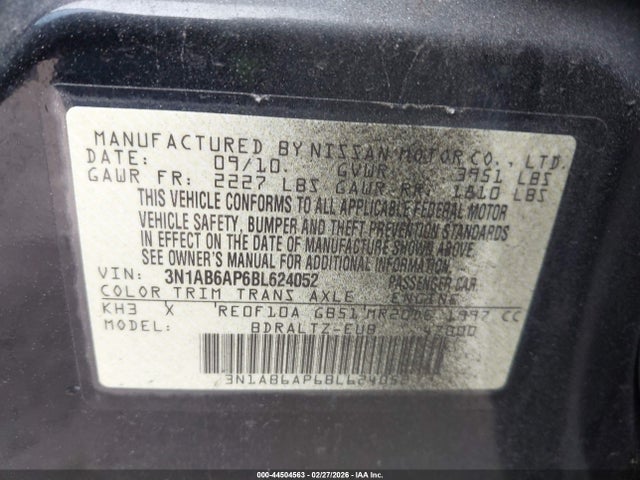 MANUFACTURED BY NISSAN MOTOR CO., LTD.
DATE: 09/10. GVWR 3951 LBS
GAWR FR: 2227 LBS GAWR RR: 1810 LBS
THIS VEHICLE CONFORMS TO ALL APPLICABLE FEDERAL MOTOR
VEHICLE SAFETY, BUMPER AND THEFT PREVENTION STANDARDS
IN EFFECT ON THE DATE OF MANUFACTURE SHOWN ABOVE.
SEE OWNER'S MANUAL FOR ADDITIONAL INFORMATION
VIN: 3N1AB6AP6BL624052 PASSENGER CAR
COLOR TRIM TRANS AXLE ENGINE
KH3 X RE0F10A GB51 1997 CC
MODEL: BDRALTZ-EUB
3N1AB6AP6BL624052
000-44504563 - 02/27/2026 - IAA Inc.